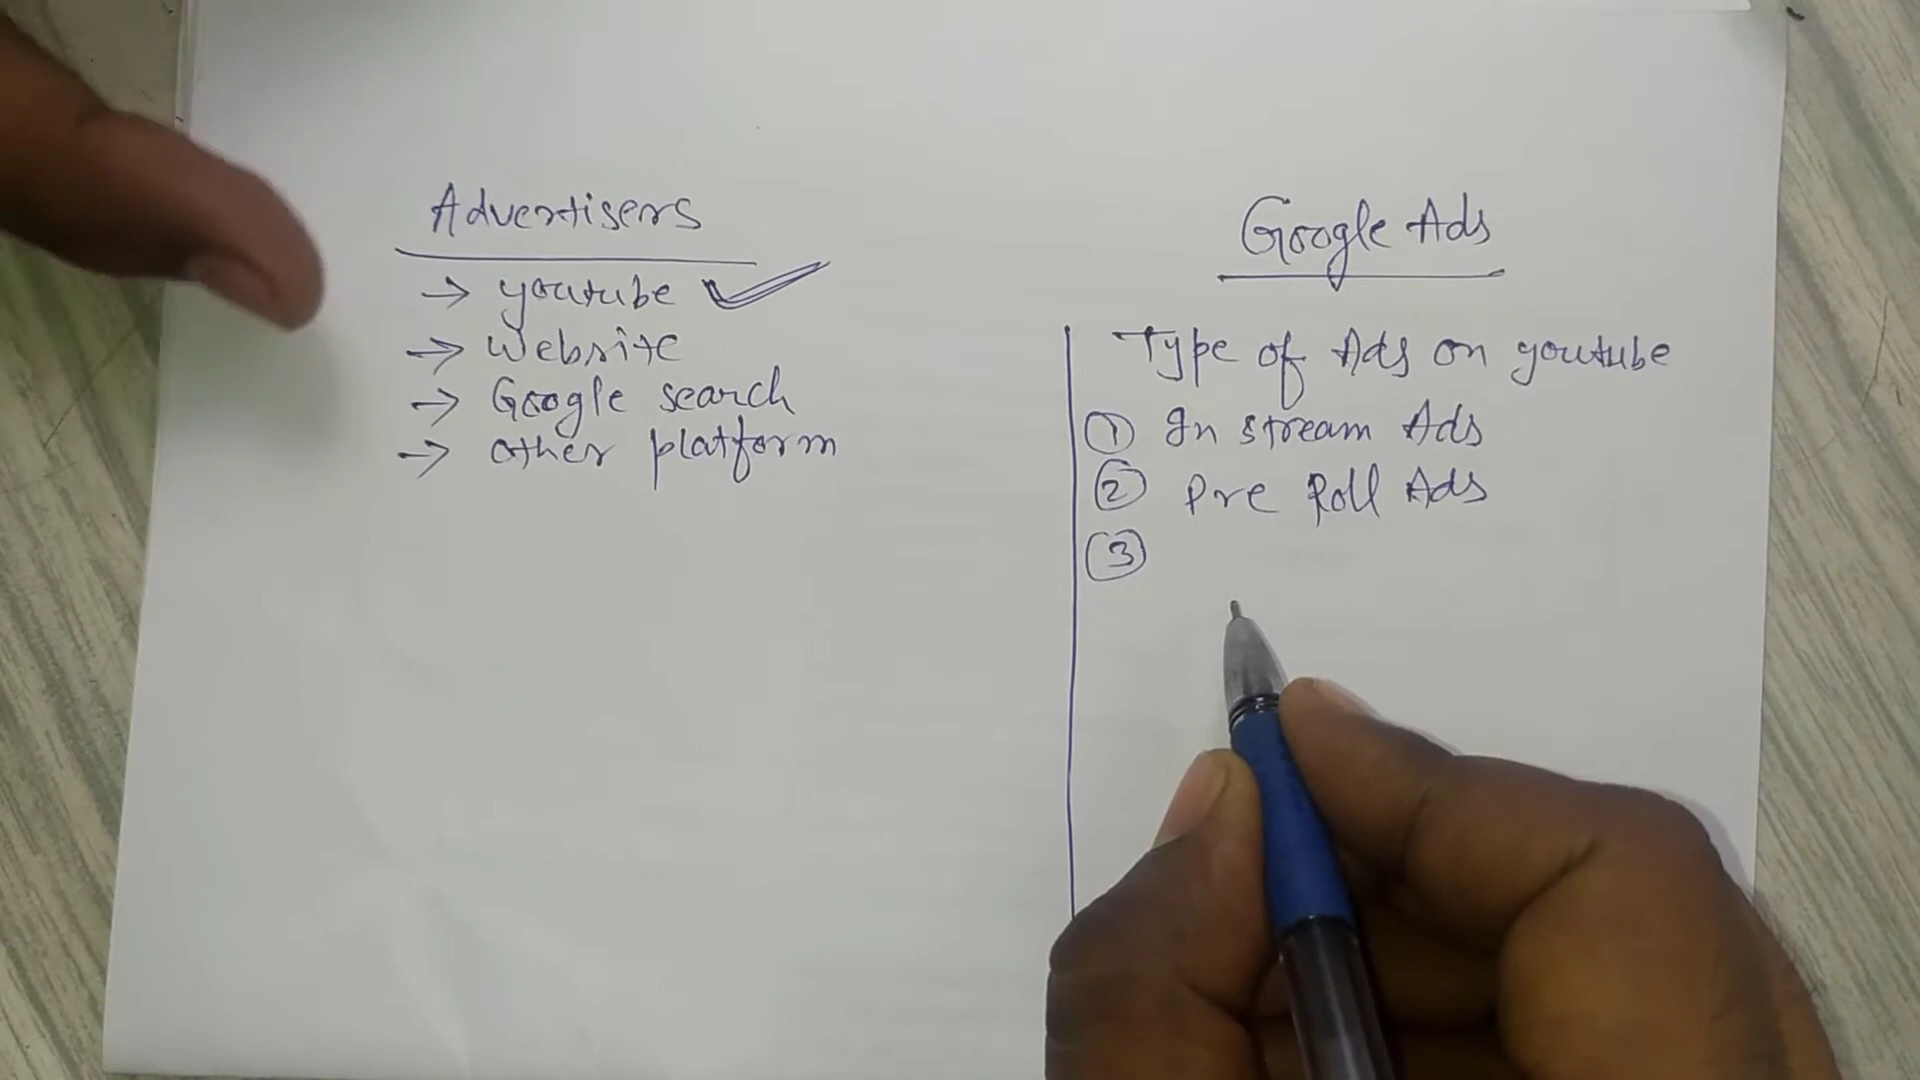 Advertisers
→ youtube ✓
→ Website
→ Google search
→ other platform
Google Ads
Type of Ads on youtube
① In stream Ads
② Pre Roll Ads
③